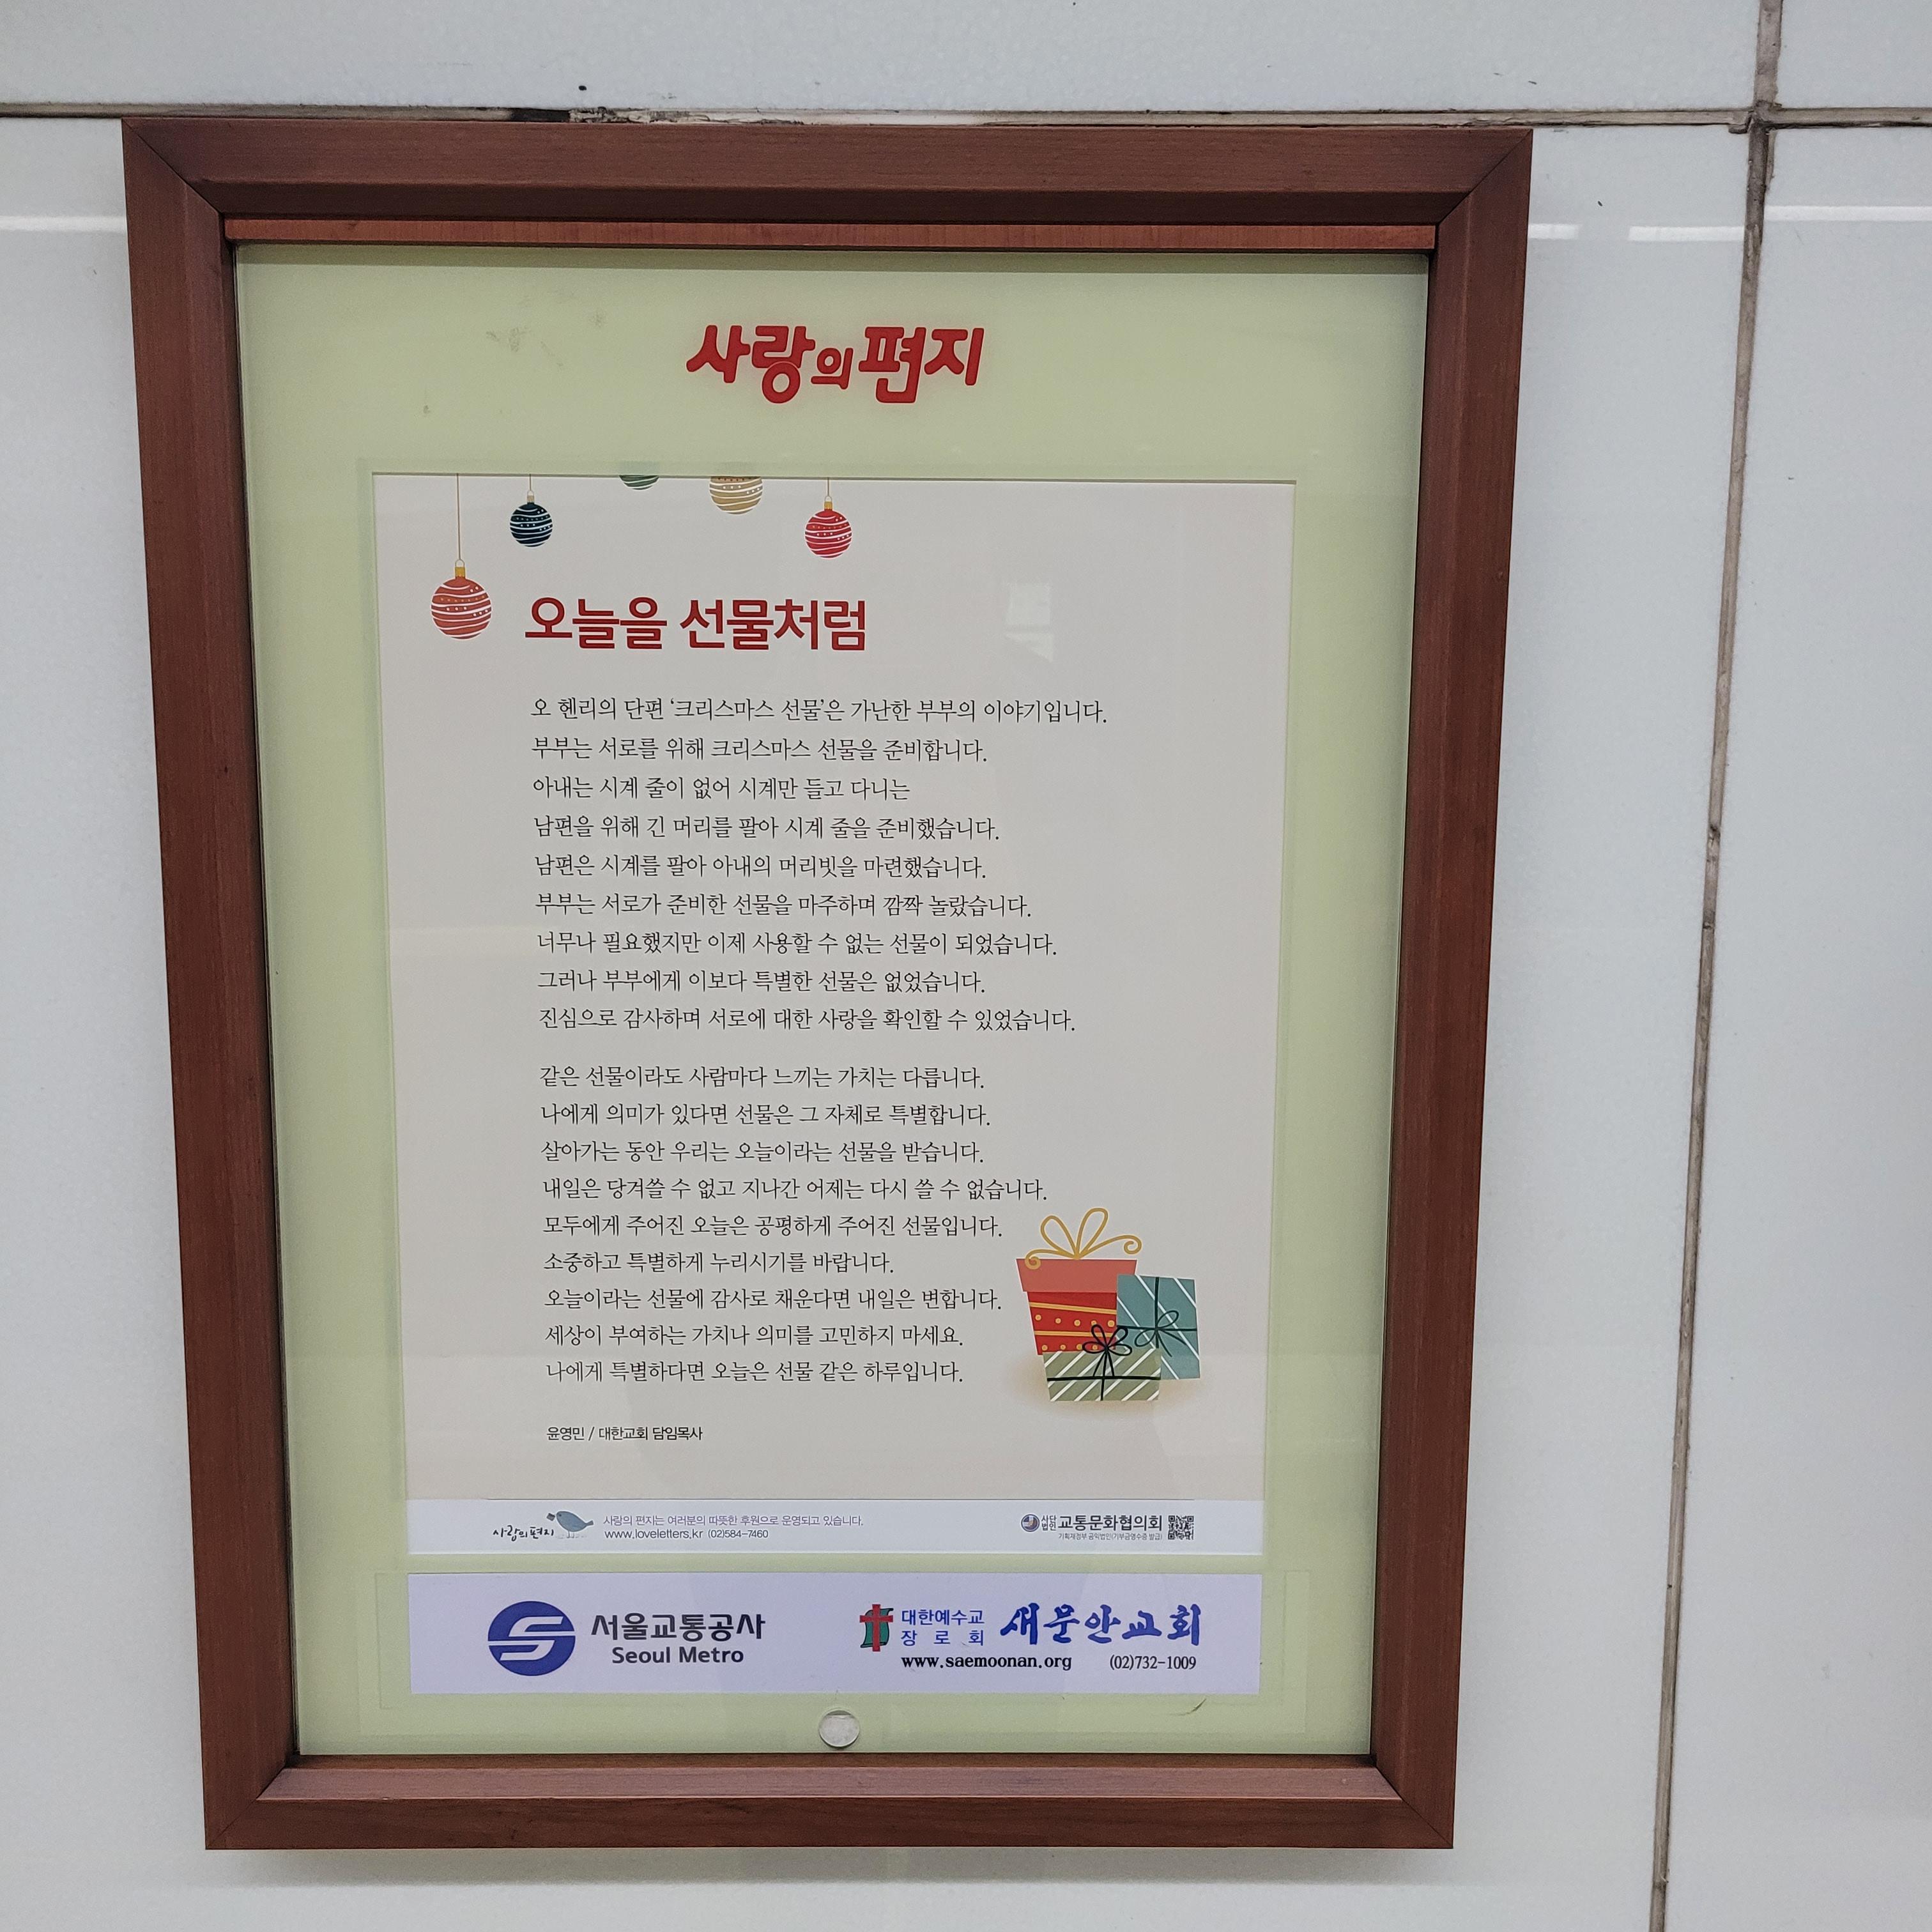 사랑의 편지
오늘을 선물처럼
오 헨리의 단편 ‘크리스마스 선물’은 가난한 부부의 이야기입니다.
부부는 서로를 위해 크리스마스 선물을 준비합니다.
아내는 시계 줄이 없어 시계만 들고 다니는
남편을 위해 긴 머리를 팔아 시계 줄을 준비했습니다.
남편은 시계를 팔아 아내의 머리빗을 마련했습니다.
부부는 서로가 준비한 선물을 마주하며 깜짝 놀랐습니다.
너무나 필요했지만 이제 사용할 수 없는 선물이 되었습니다.
그러나 부부에게 이보다 특별한 선물은 없었습니다.
진심으로 감사하며 서로에 대한 사랑을 확인할 수 있었습니다.
같은 선물이라도 사람마다 느끼는 가치는 다릅니다.
나에게 의미가 있다면 선물은 그 자체로 특별합니다.
살아가는 동안 우리는 오늘이라는 선물을 받습니다.
내일은 당겨쓸 수 없고 지나간 어제는 다시 쓸 수 없습니다.
모두에게 주어진 오늘은 공평하게 주어진 선물입니다.
소중하고 특별하게 누리시기를 바랍니다.
오늘이라는 선물에 감사로 채운다면 내일은 변합니다.
세상이 부여하는 가치나 의미를 고민하지 마세요.
나에게 특별하다면 오늘은 선물 같은 하루입니다.
윤영민 / 대한교회 담임목사
사랑의 편지
사랑의 편지는 여러분의 따뜻한 후원으로 운영되고 있습니다.
www.loveletters.kr (02)584-7460
사단법인 교통문화협의회
기획재정부 공익법인(기부금영수증 발급)
서울교통공사
Seoul Metro
대한예수교
장로회
새문안교회
www.saemoonan.org (02)732-1009